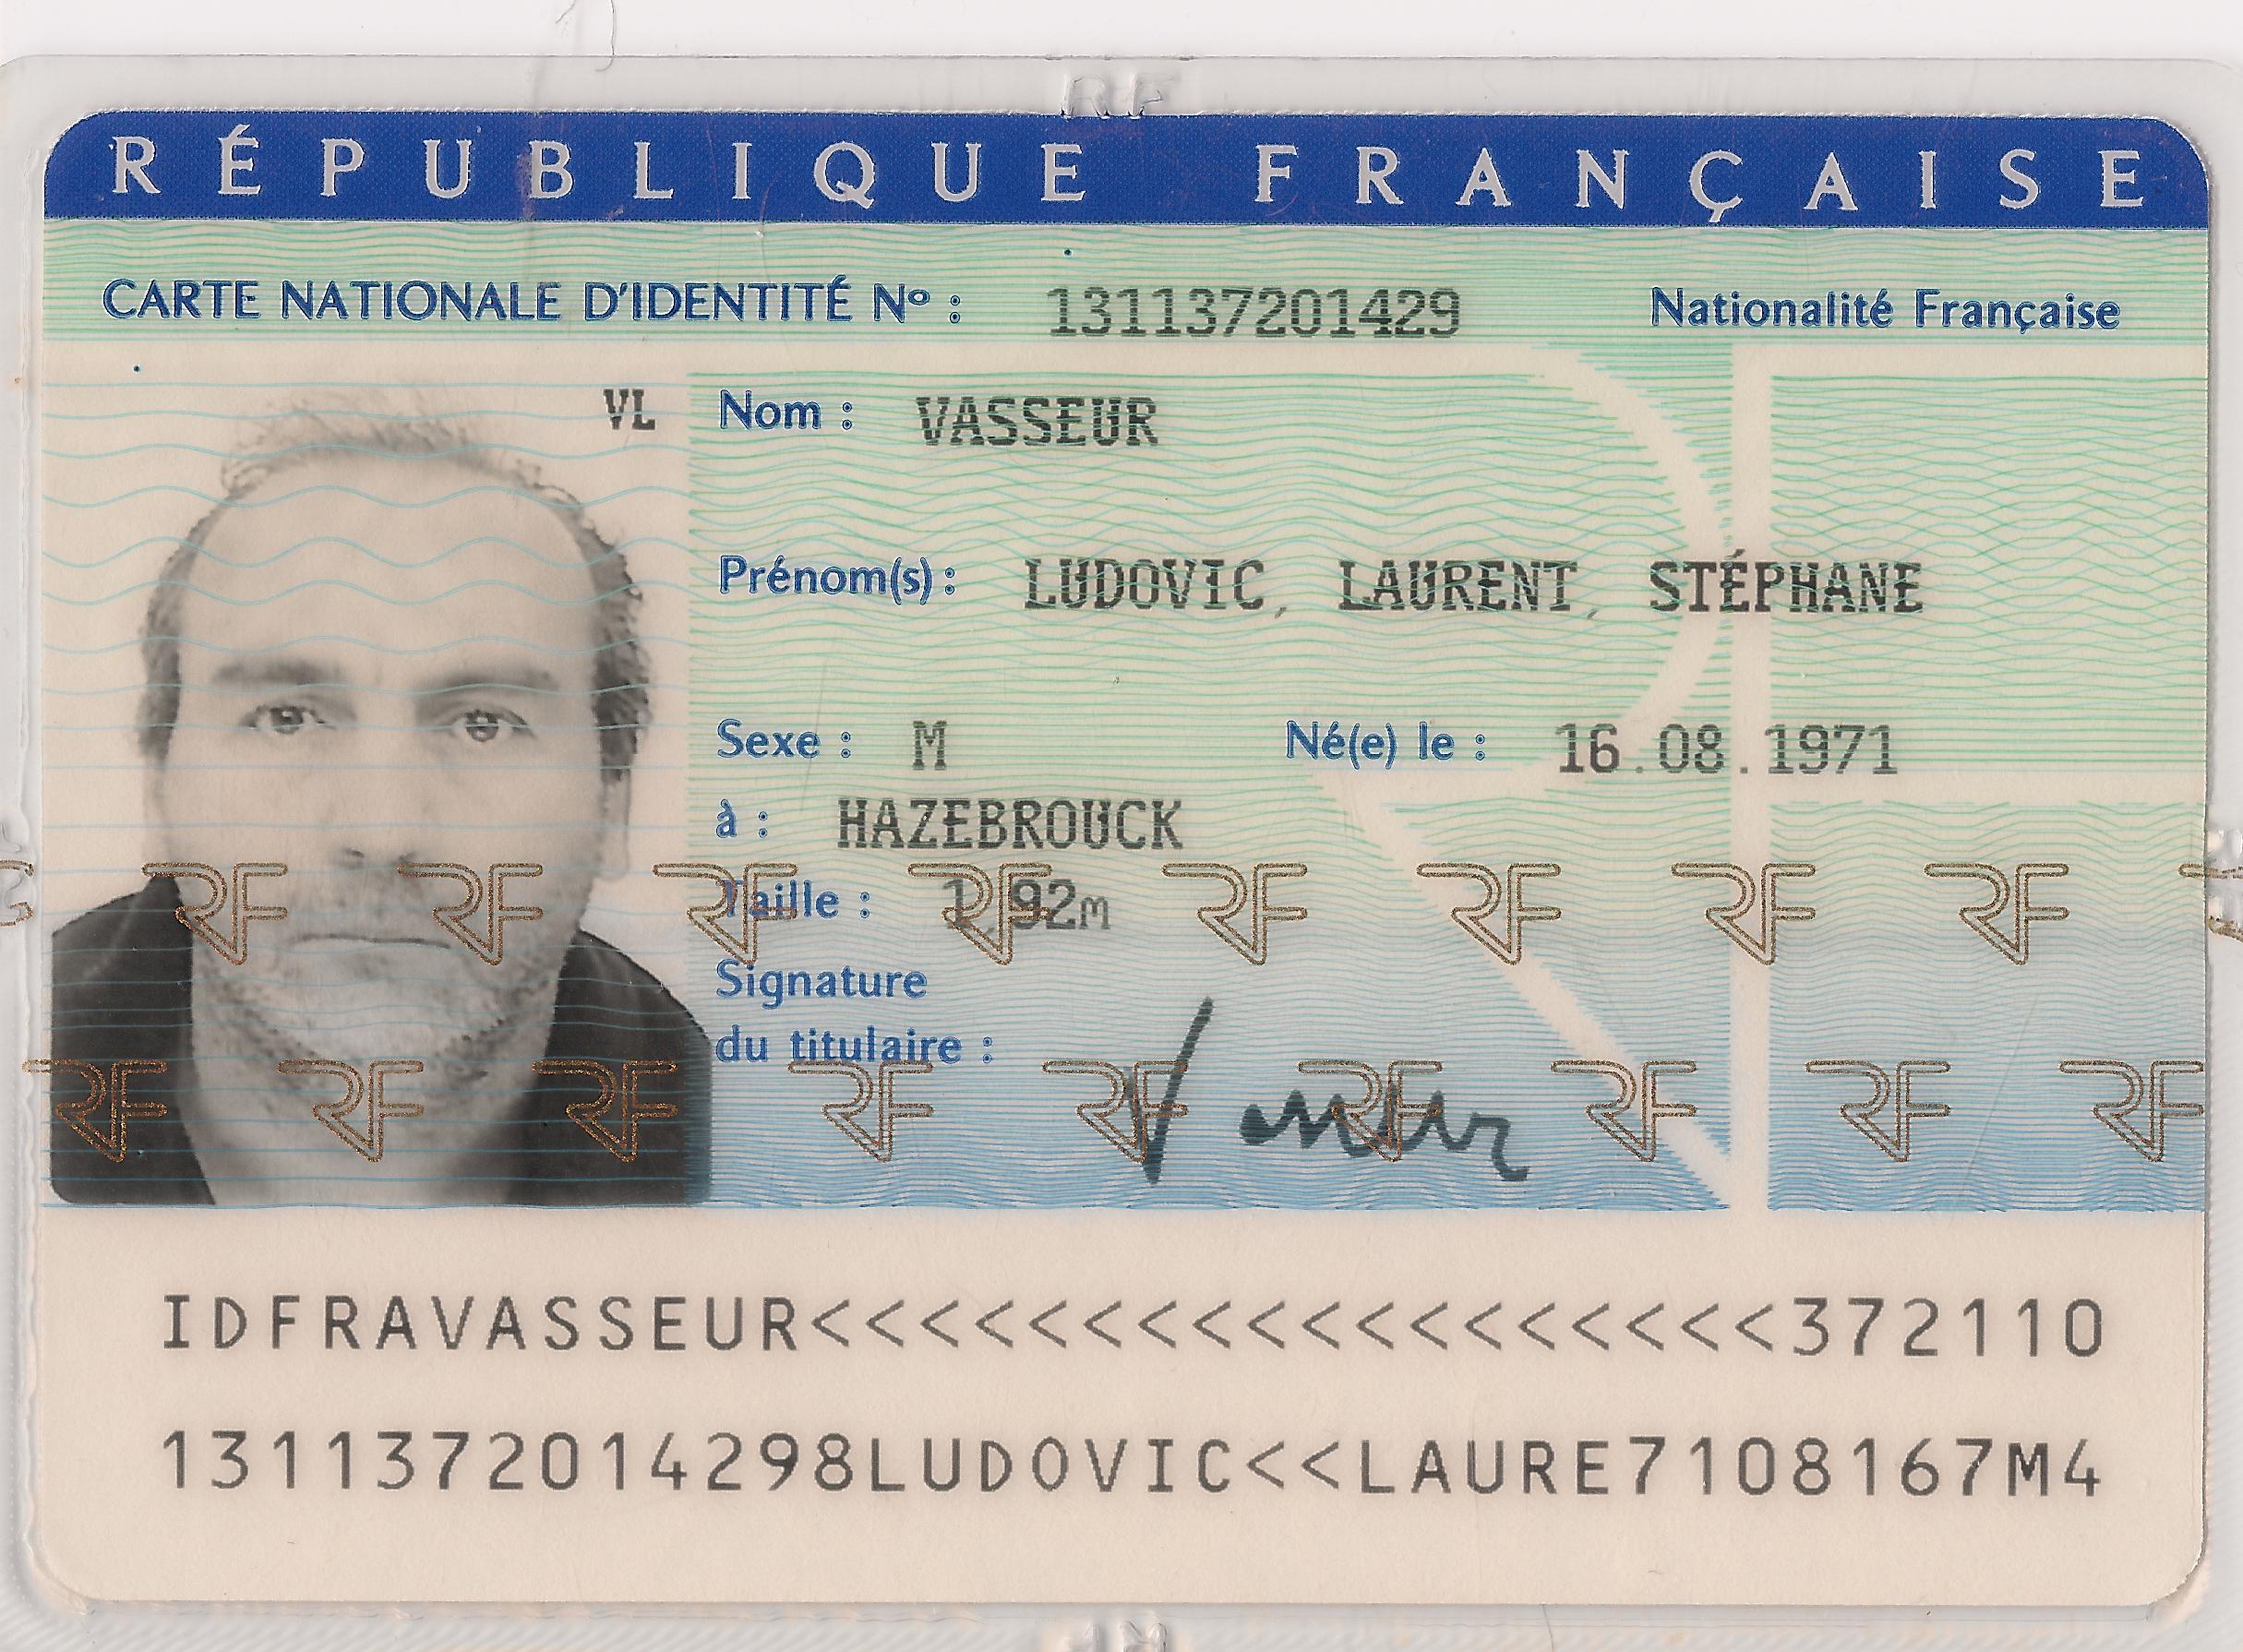 RÉPUBLIQUE FRANÇAISE
CARTE NATIONALE D'IDENTITÉ Nº : 131137201429 Nationalité Française
VL
Nom : VASSEUR
Prénom(s) : LUDOVIC, LAURENT, STÉPHANE
Sexe : M Né(e) le : 16.08.1971
à : HAZEBROUCK
Taille : 1,92m
Signature
du titulaire :
RF RF RF RF RF RF RF RF
RF RF RF RF RF RF RF RF RF
IDFRAVASSEUR<<<<<<<<<<<<<<<<<<372110
1311372014298LUDOVIC<<LAURE7108167M4